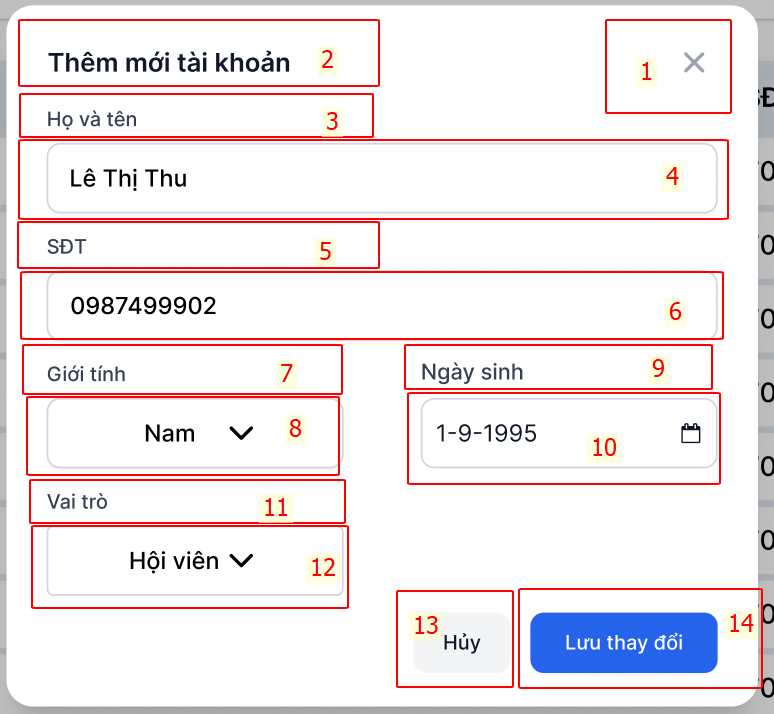 Thêm mới tài khoản 2
1
Họ và tên 3
Lê Thị Thu 4
SĐT 5
0987499902 6
Giới tính 7
Ngày sinh 9
Nam 8
1-9-1995 10
Vai trò 11
Hội viên 12
13 Hủy
Lưu thay đổi 14